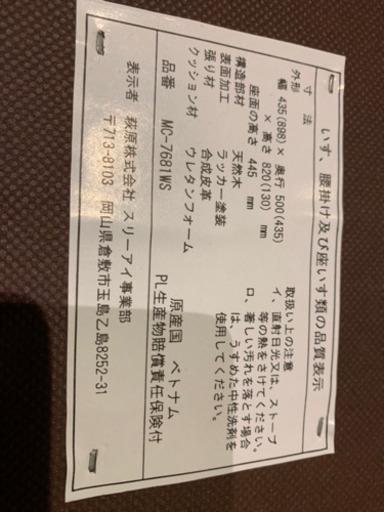 いす、腰掛け及び座いす類の品質表示
寸法
外形
幅 435(898)× 奥行 500(435)
× 高さ 820(130) mm
座面の高さ 445 mm
構造部材 天然木
表面加工 ラッカー塗装
張り材 合成皮革
クッション材 ウレタンフォーム
取扱い上の注意
イ、直射日光又は、ストーブ
等の熱をさけてください。
ロ、著しい汚れを落とす場合
は、うすめた中性洗剤を
使用してください。
品番 MC-7681WS
原産国 ベトナム
PL生産物賠償責任保険付
表示者 萩原株式会社 スリーアイ事業部
〒713-8103 岡山県倉敷市玉島乙島8252-31